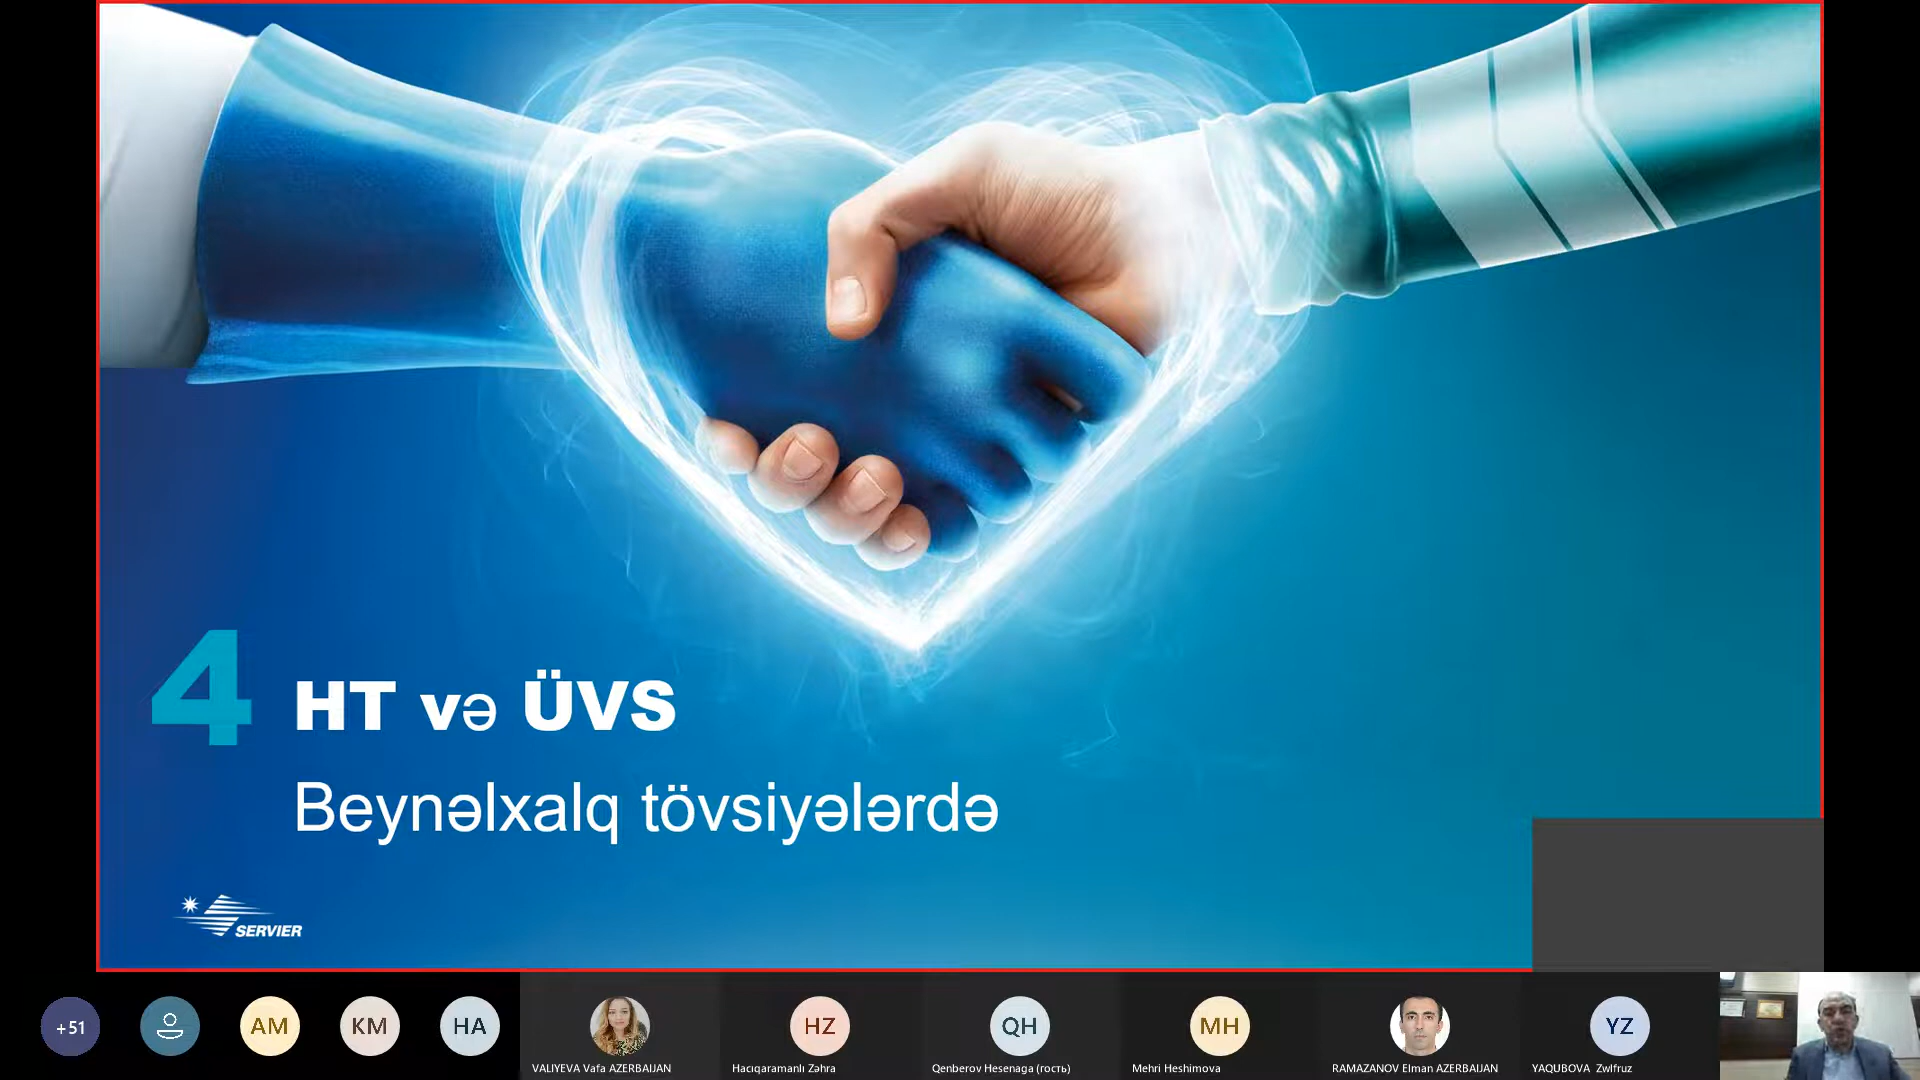 4
HT və ÜVS
Beynəlxalq tövsiyələrdə
SERVIER
+51
AM
KM
HA
HZ
QH
MH
YZ
VALIYEVA Vafa AZERBAIJAN
Hacıqaramanlı Zəhra
Qenberov Hesenaga (гость)
Mehri Heshimova
RAMAZANOV Elman AZERBAIJAN
YAQUBOVA Zwlfruz